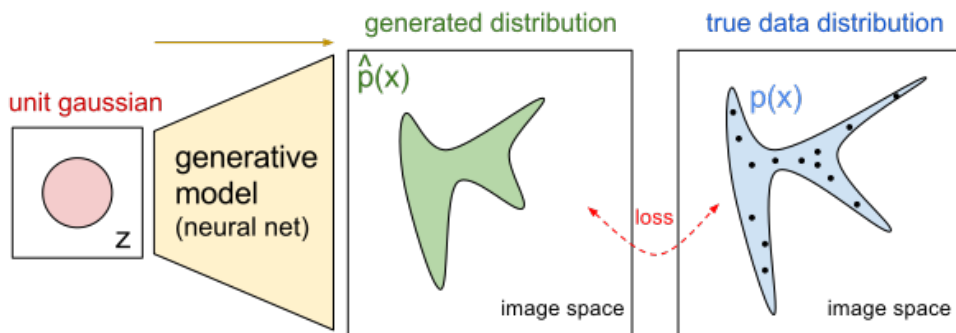 unit gaussian
z
generative
model
(neural net)
generated distribution
p̂(x)
image space
loss
true data distribution
p(x)
image space